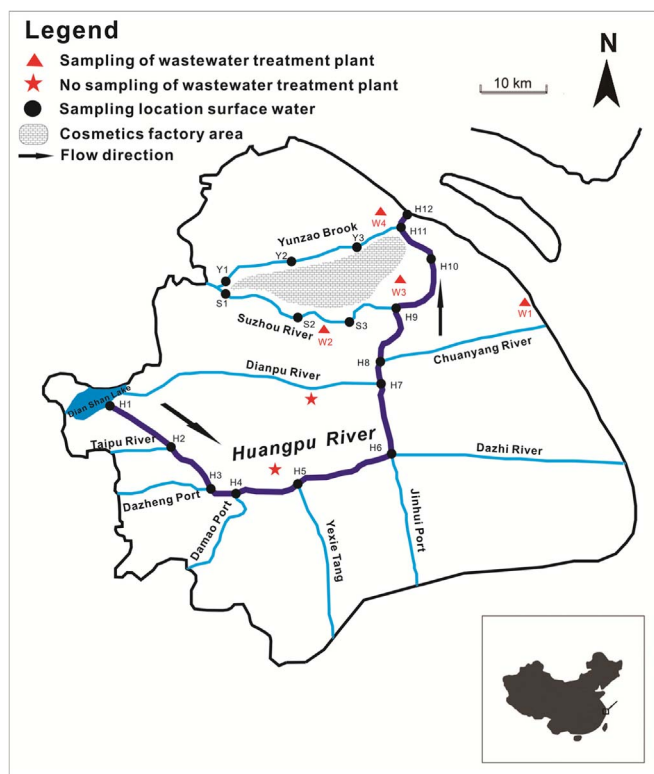 Legend
Sampling of wastewater treatment plant
No sampling of wastewater treatment plant
Sampling location surface water
Cosmetics factory area
Flow direction
N
10 km
H12
W4
H11
Yunzao Brook
Y3
Y2
H10
Y1
W3
S1
W1
H9
S2
S3
Suzhou River
W2
Chuanyang River
H8
Dianpu River
H7
Dian Shan Lake
H1
Huangpu River
Taipu River
H2
H6
Dazhi River
H3
H4
H5
Dazheng Port
Damao Port
Yexie Tang
Jinhui Port